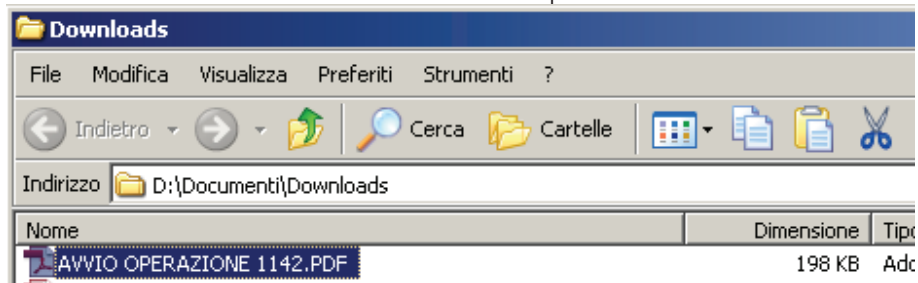 Downloads
File Modifica Visualizza Preferiti Strumenti ?
Indietro Cerca Cartelle
Indirizzo D:\Documenti\Downloads
Nome Dimensione Tipo
AVVIO OPERAZIONE 1142.PDF 198 KB